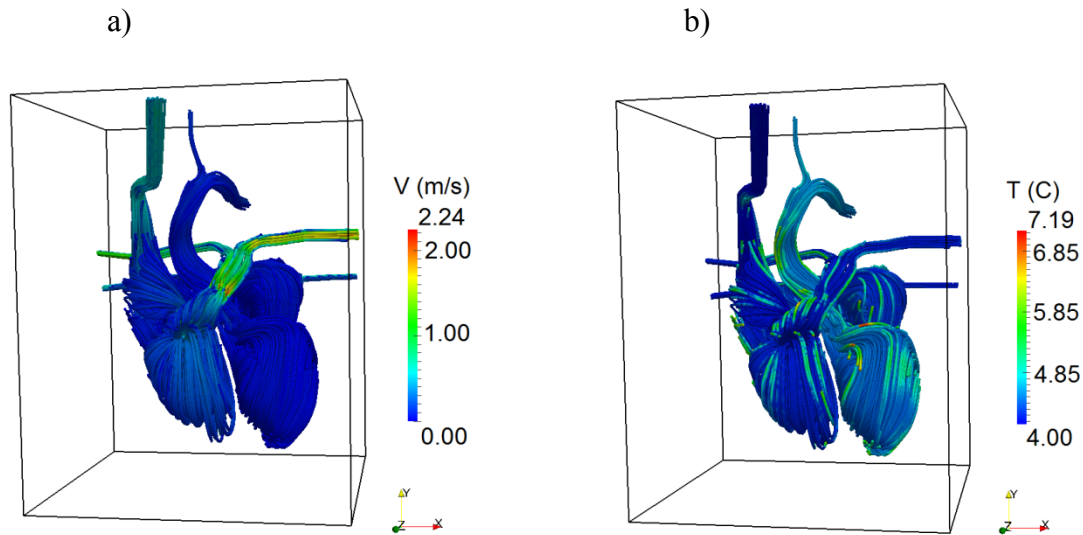 a)
b)
V (m/s)
2.24
2.00
1.00
0.00
Y
Z
X
T (C)
7.19
6.85
5.85
4.85
4.00
Y
Z
X